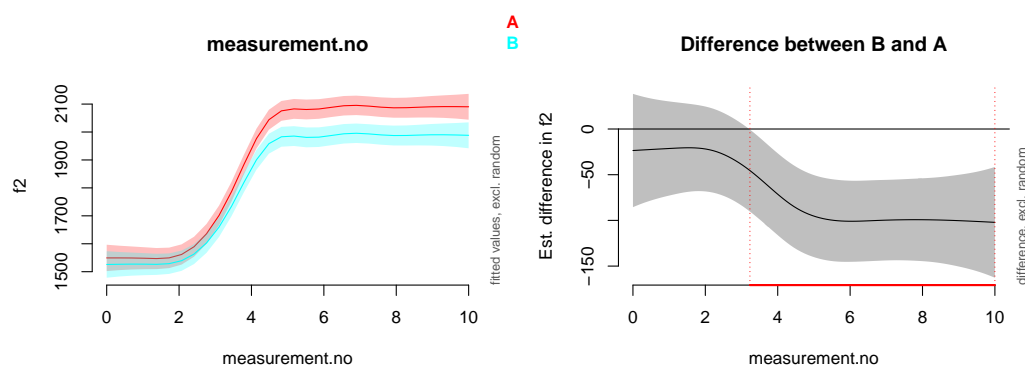 A
B
measurement.no
2100
1900
1700
1500
f2
0
2
4
6
8
10
measurement.no
fitted values, excl. random
Difference between B and A
0
−50
−150
Est. difference in f2
0
2
4
6
8
10
measurement.no
difference, excl. random